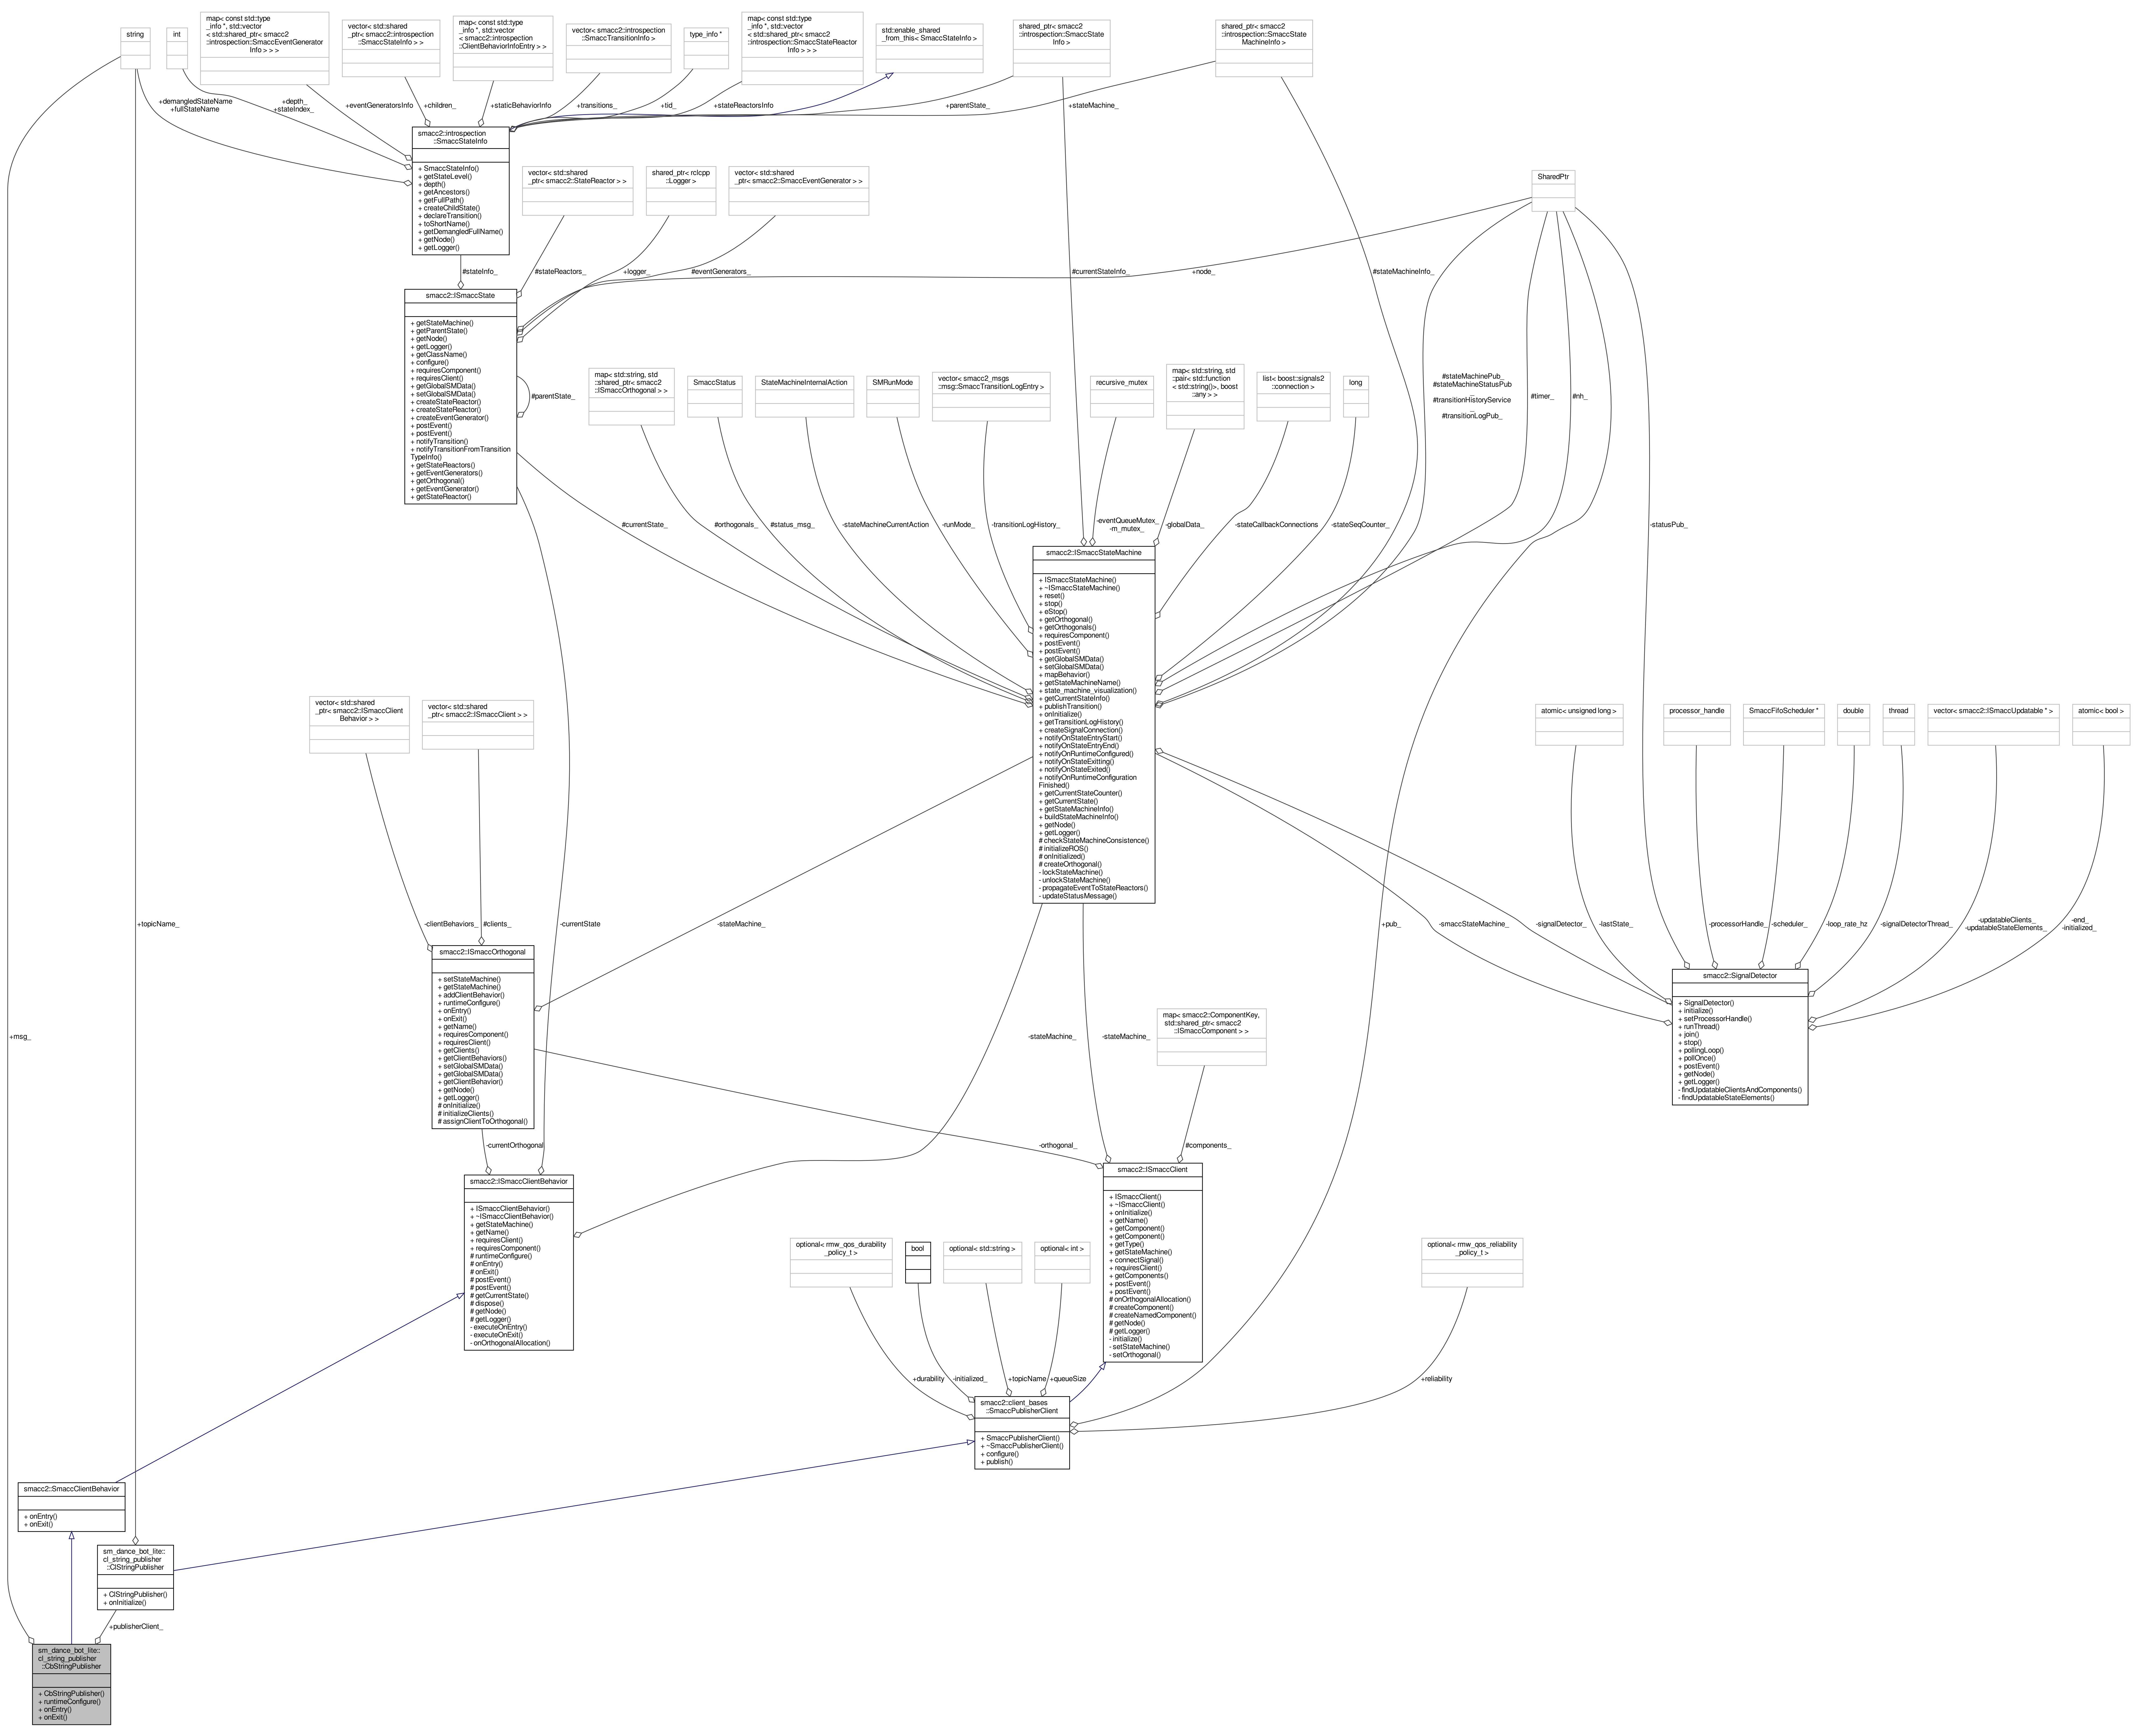 string
int
map< const std::type
_info *, std::vector
< std::shared_ptr< smacc2
::introspection::SmaccEventGenerator
Info > > >
vector< std::shared
_ptr< smacc2::introspection
::SmaccStateInfo > >
map< const std::type
_info *, std::vector
< smacc2::introspection
::ClientBehaviorInfoEntry > >
vector< smacc2::introspection
::SmaccTransitionInfo >
type_info *
map< const std::type
_info *, std::vector
< std::shared_ptr< smacc2
::introspection::SmaccStateReactor
Info > > >
std::enable_shared
_from_this< SmaccStateInfo >
shared_ptr< smacc2
::introspection::SmaccState
Info >
shared_ptr< smacc2
::introspection::SmaccState
MachineInfo >
+demangledStateName
+fullStateName
+depth_
+stateIndex_
+eventGeneratorsInfo
+children_
+staticBehaviorInfo
+transitions_
+tid_
+stateReactorsInfo
+parentState_
+stateMachine_
smacc2::introspection
::SmaccStateInfo
+ SmaccStateInfo()
+ getStateLevel()
+ depth()
+ getAncestors()
+ getFullPath()
+ createChildState()
+ declareTransition()
+ toShortName()
+ getDemangledFullName()
+ getNode()
+ getLogger()
vector< std::shared
_ptr< smacc2::StateReactor > >
shared_ptr< rclcpp
::Logger >
vector< std::shared
_ptr< smacc2::SmaccEventGenerator > >
SharedPtr
#stateInfo_
#stateReactors_
+logger_
#eventGenerators_
#currentStateInfo_
+node_
#stateMachineInfo_
smacc2::ISmaccState
+ getStateMachine()
+ getParentState()
+ getNode()
+ getLogger()
+ getClassName()
+ configure()
+ requiresComponent()
+ requiresClient()
+ getGlobalSMData()
+ setGlobalSMData()
+ createStateReactor()
+ createStateReactor()
+ createEventGenerator()
+ postEvent()
+ postEvent()
+ notifyTransition()
+ notifyTransitionFromTransition
TypeInfo()
+ getStateReactors()
+ getEventGenerators()
+ getOrthogonal()
+ getEventGenerator()
+ getStateReactor()
#parentState_
map< std::string, std
::shared_ptr< smacc2
::ISmaccOrthogonal > >
SmaccStatus
StateMachineInternalAction
SMRunMode
vector< smacc2_msgs
::msg::SmaccTransitionLogEntry >
recursive_mutex
map< std::string, std
::pair< std::function
< std::string()>, boost
::any > >
list< boost::signals2
::connection >
long
#stateMachinePub_
#stateMachineStatusPub
_
#transitionHistoryService
_
#transitionLogPub_
#timer_
#nh_
#currentState_
#orthogonals_
#status_msg_
-stateMachineCurrentAction
-runMode_
-transitionLogHistory_
-eventQueueMutex_
-m_mutex_
-globalData_
-stateCallbackConnections
-stateSeqCounter_
-statusPub_
smacc2::ISmaccStateMachine
+ ISmaccStateMachine()
+ ~ISmaccStateMachine()
+ reset()
+ stop()
+ eStop()
+ getOrthogonal()
+ getOrthogonals()
+ requiresComponent()
+ postEvent()
+ postEvent()
+ getGlobalSMData()
+ setGlobalSMData()
+ mapBehavior()
+ getStateMachineName()
+ state_machine_visualization()
+ getCurrentStateInfo()
+ publishTransition()
+ onInitialize()
+ getTransitionLogHistory()
+ createSignalConnection()
+ notifyOnStateEntryStart()
+ notifyOnStateEntryEnd()
+ notifyOnRuntimeConfigured()
+ notifyOnStateExitting()
+ notifyOnStateExited()
+ notifyOnRuntimeConfiguration
Finished()
+ getCurrentStateCounter()
+ getCurrentState()
+ getStateMachineInfo()
+ buildStateMachineInfo()
+ getNode()
+ getLogger()
# checkStateMachineConsistence()
# initializeROS()
# onInitialized()
# createOrthogonal()
- lockStateMachine()
- unlockStateMachine()
- propagateEventToStateReactors()
- updateStatusMessage()
vector< std::shared
_ptr< smacc2::ISmaccClient
Behavior > >
vector< std::shared
_ptr< smacc2::ISmaccClient > >
atomic< unsigned long >
processor_handle
SmaccFifoScheduler *
double
thread
vector< smacc2::ISmaccUpdatable * >
atomic< bool >
+topicName_
-clientBehaviors_
#clients_
-currentState
-stateMachine_
+pub_
-smaccStateMachine_
-signalDetector_
-lastState_
-processorHandle_
-scheduler_
-loop_rate_hz
-signalDetectorThread_
-updatableClients_
-updatableStateElements_
-end_
-initialized_
smacc2::ISmaccOrthogonal
+ setStateMachine()
+ getStateMachine()
+ addClientBehavior()
+ runtimeConfigure()
+ onEntry()
+ onExit()
+ getName()
+ requiresComponent()
+ requiresClient()
+ getClients()
+ getClientBehaviors()
+ setGlobalSMData()
+ getGlobalSMData()
+ getClientBehavior()
+ getNode()
+ getLogger()
# onInitialize()
# initializeClients()
# assignClientToOrthogonal()
smacc2::SignalDetector
+ SignalDetector()
+ initialize()
+ setProcessorHandle()
+ runThread()
+ join()
+ stop()
+ pollingLoop()
+ pollOnce()
+ postEvent()
+ getNode()
+ getLogger()
- findUpdatableClientsAndComponents()
- findUpdatableStateElements()
+msg_
-stateMachine_
-stateMachine_
map< smacc2::ComponentKey,
std::shared_ptr< smacc2
::ISmaccComponent > >
-currentOrthogonal
-orthogonal_
#components_
smacc2::ISmaccClientBehavior
+ ISmaccClientBehavior()
+ ~ISmaccClientBehavior()
+ getStateMachine()
+ getName()
+ requiresClient()
+ requiresComponent()
# runtimeConfigure()
# onEntry()
# onExit()
# postEvent()
# postEvent()
# getCurrentState()
# dispose()
# getNode()
# getLogger()
- executeOnEntry()
- executeOnExit()
- onOrthogonalAllocation()
smacc2::ISmaccClient
+ ISmaccClient()
+ ~ISmaccClient()
+ onInitialize()
+ getName()
+ getComponent()
+ getComponent()
+ getType()
+ getStateMachine()
+ connectSignal()
+ requiresClient()
+ getComponents()
+ postEvent()
+ postEvent()
# onOrthogonalAllocation()
# createComponent()
# createNamedComponent()
# getNode()
# getLogger()
- initialize()
- setStateMachine()
- setOrthogonal()
optional< rmw_qos_durability
_policy_t >
bool
optional< std::string >
optional< int >
optional< rmw_qos_reliability
_policy_t >
+durability
-initialized_
+topicName
+queueSize
+reliability
smacc2::client_bases
::SmaccPublisherClient
+ SmaccPublisherClient()
+ ~SmaccPublisherClient()
+ configure()
+ publish()
smacc2::SmaccClientBehavior
+ onEntry()
+ onExit()
sm_dance_bot_lite::
cl_string_publisher
::ClStringPublisher
+ ClStringPublisher()
+ onInitialize()
+publisherClient_
sm_dance_bot_lite::
cl_string_publisher
::CbStringPublisher
+ CbStringPublisher()
+ runtimeConfigure()
+ onEntry()
+ onExit()